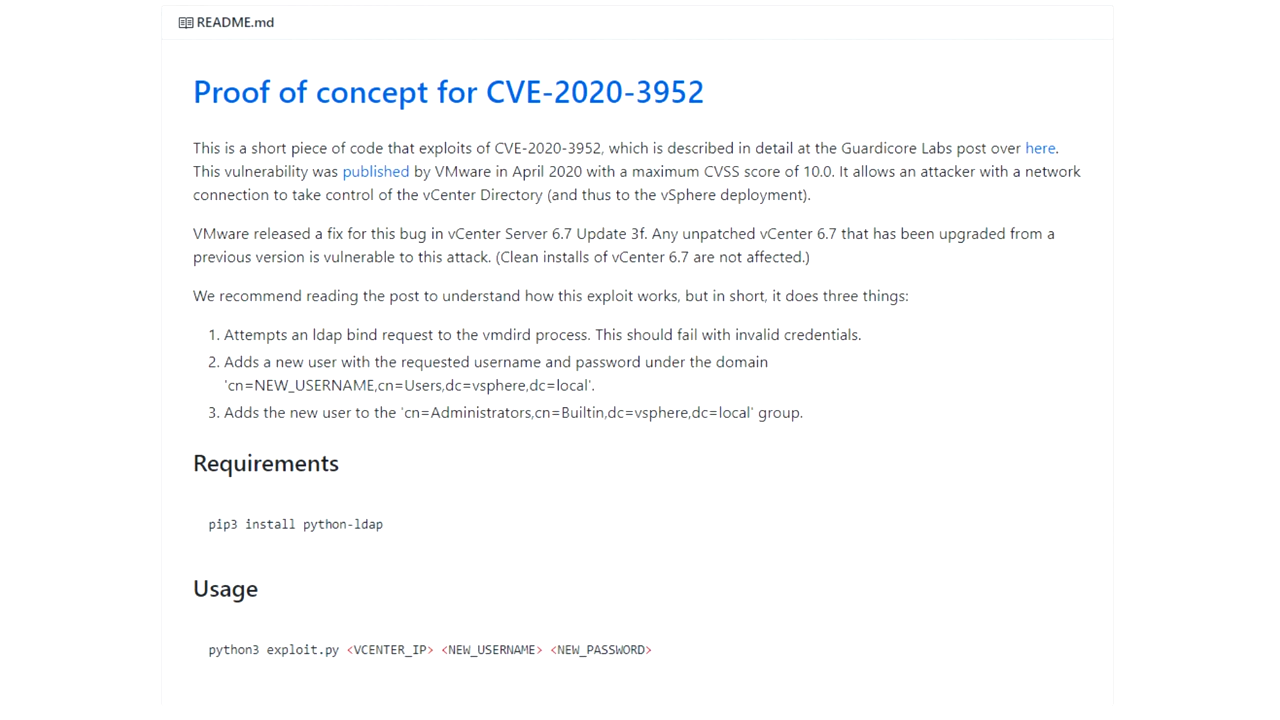 README.md
Proof of concept for CVE-2020-3952
This is a short piece of code that exploits of CVE-2020-3952, which is described in detail at the Guardicore Labs post over here.
This vulnerability was published by VMware in April 2020 with a maximum CVSS score of 10.0. It allows an attacker with a network
connection to take control of the vCenter Directory (and thus to the vSphere deployment).
VMware released a fix for this bug in vCenter Server 6.7 Update 3f. Any unpatched vCenter 6.7 that has been upgraded from a
previous version is vulnerable to this attack. (Clean installs of vCenter 6.7 are not affected.)
We recommend reading the post to understand how this exploit works, but in short, it does three things:
1. Attempts an ldap bind request to the vmdird process. This should fail with invalid credentials.
2. Adds a new user with the requested username and password under the domain
'cn=NEW_USERNAME,cn=Users,dc=vsphere,dc=local'.
3. Adds the new user to the 'cn=Administrators,cn=Builtin,dc=vsphere,dc=local' group.
Requirements
pip3 install python-ldap
Usage
python3 exploit.py <VCENTER_IP> <NEW_USERNAME> <NEW_PASSWORD>